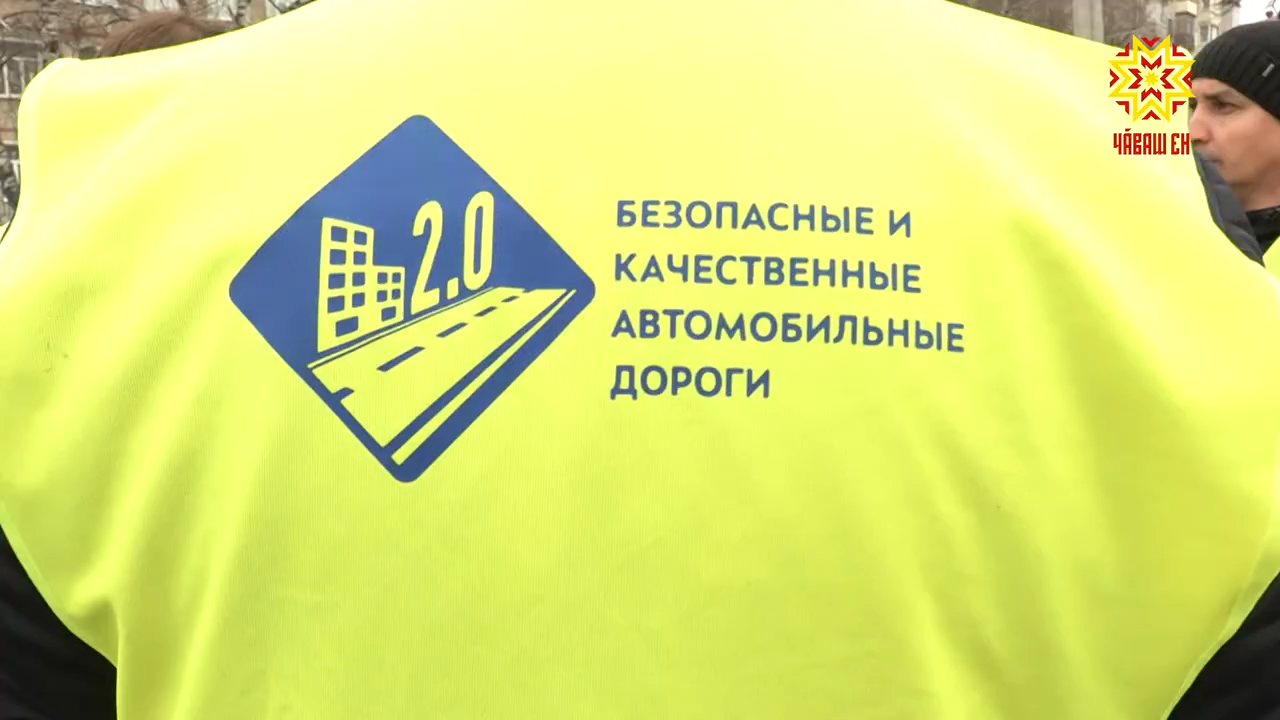 2.0
БЕЗОПАСНЫЕ И
КАЧЕСТВЕННЫЕ
АВТОМОБИЛЬНЫЕ
ДОРОГИ
ЧĂВАШ ЕН